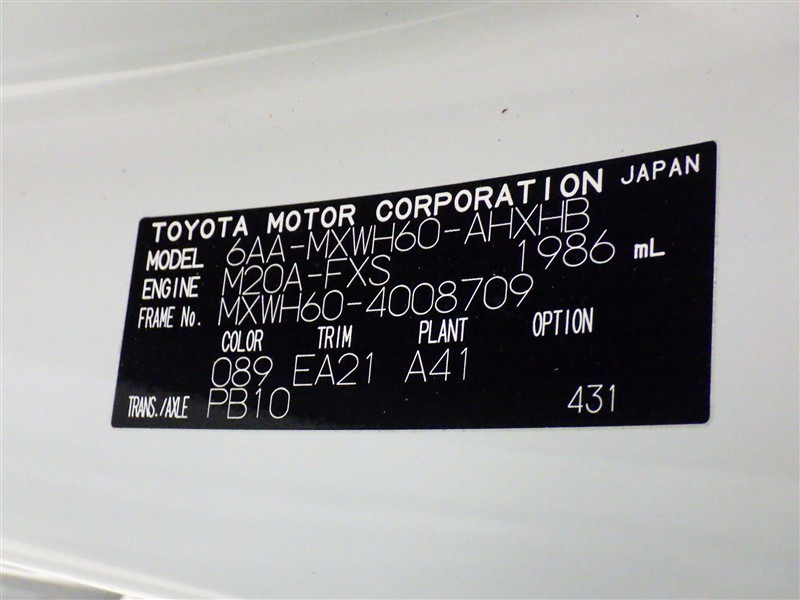 TOYOTA MOTOR CORPORATION JAPAN
MODEL 6AA-MXWH60-AHXHB
ENGINE M20A-FXS 1986 mL
FRAME No. MXWH60-4008709
COLOR TRIM PLANT OPTION
089 EA21 A41
TRANS./AXLE PB10 431